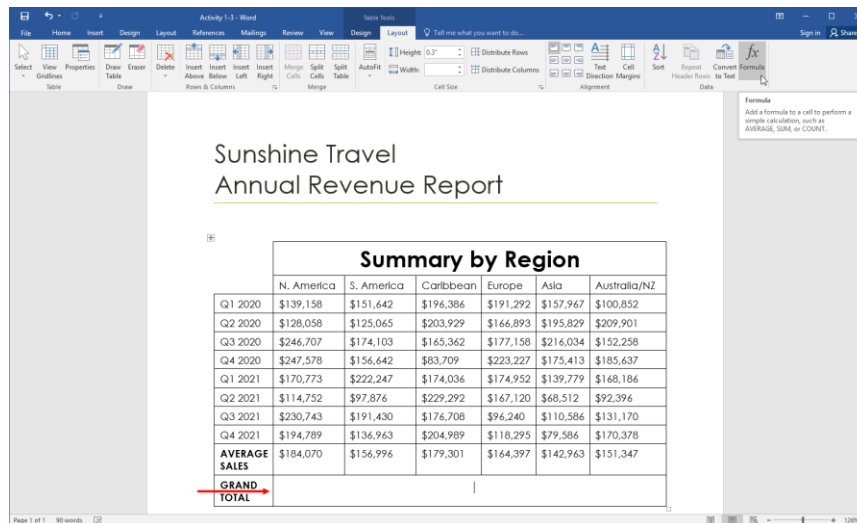 Activity 1-3 - Word
Table Tools
File Home Insert Design Layout References Mailings Review View Design Layout Tell me what you want to do... Sign in Share
Select View Gridlines Properties Draw Table Eraser Delete Insert Above Insert Below Insert Left Insert Right Merge Cells Split Cells Split Table AutoFit Height: 0.3" Width: Distribute Rows Distribute Columns Text Direction Cell Margins Sort Repeat Header Rows Convert to Text fx Formula
Table Draw Rows & Columns Merge Cell Size Alignment Data
Formula
Add a formula to a cell to perform a
simple calculation, such as
AVERAGE, SUM, or COUNT.
Sunshine Travel
Annual Revenue Report
Summary by Region
N. America S. America Caribbean Europe Asia Australia/NZ
Q1 2020 $139,158 $151,642 $196,386 $191,292 $157,967 $100,852
Q2 2020 $128,058 $125,065 $203,929 $166,893 $195,829 $209,901
Q3 2020 $246,707 $174,103 $165,362 $177,158 $216,034 $152,258
Q4 2020 $247,578 $156,642 $83,709 $223,227 $175,413 $185,637
Q1 2021 $170,773 $222,247 $174,036 $174,952 $139,779 $168,186
Q2 2021 $114,752 $97,876 $229,292 $167,120 $68,512 $92,396
Q3 2021 $230,743 $191,430 $176,708 $96,240 $110,586 $131,170
Q4 2021 $194,789 $136,963 $204,989 $118,295 $79,586 $170,378
AVERAGE SALES $184,070 $156,996 $179,301 $164,397 $142,963 $151,347
GRAND TOTAL
Page 1 of 1 90 words 126%